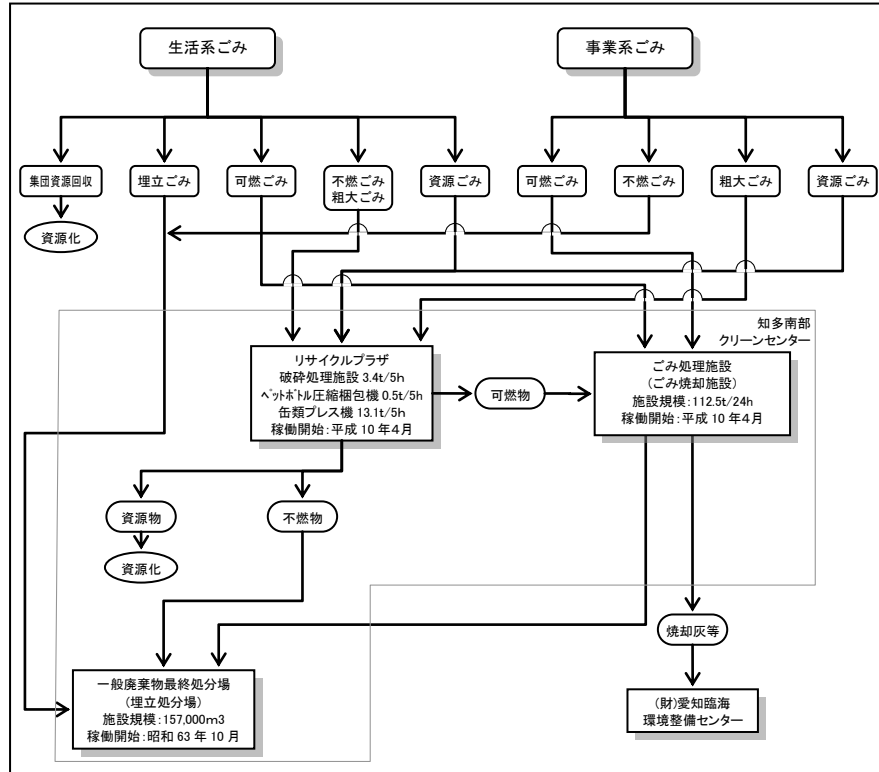 生活系ごみ
事業系ごみ
集団資源回収
埋立ごみ
可燃ごみ
不燃ごみ
粗大ごみ
資源ごみ
可燃ごみ
不燃ごみ
粗大ごみ
資源ごみ
資源化
知多南部
クリーンセンター
リサイクルプラザ
破砕処理施設 3.4t/5h
ペットボトル圧縮梱包機 0.5t/5h
缶類プレス機 13.1t/5h
稼働開始:平成 10 年4月
可燃物
ごみ処理施設
(ごみ焼却施設)
施設規模:112.5t/24h
稼働開始:平成 10 年4月
資源物
不燃物
資源化
焼却灰等
一般廃棄物最終処分場
(埋立処分場)
施設規模:157,000m3
稼働開始:昭和 63 年 10 月
(財)愛知臨海
環境整備センター